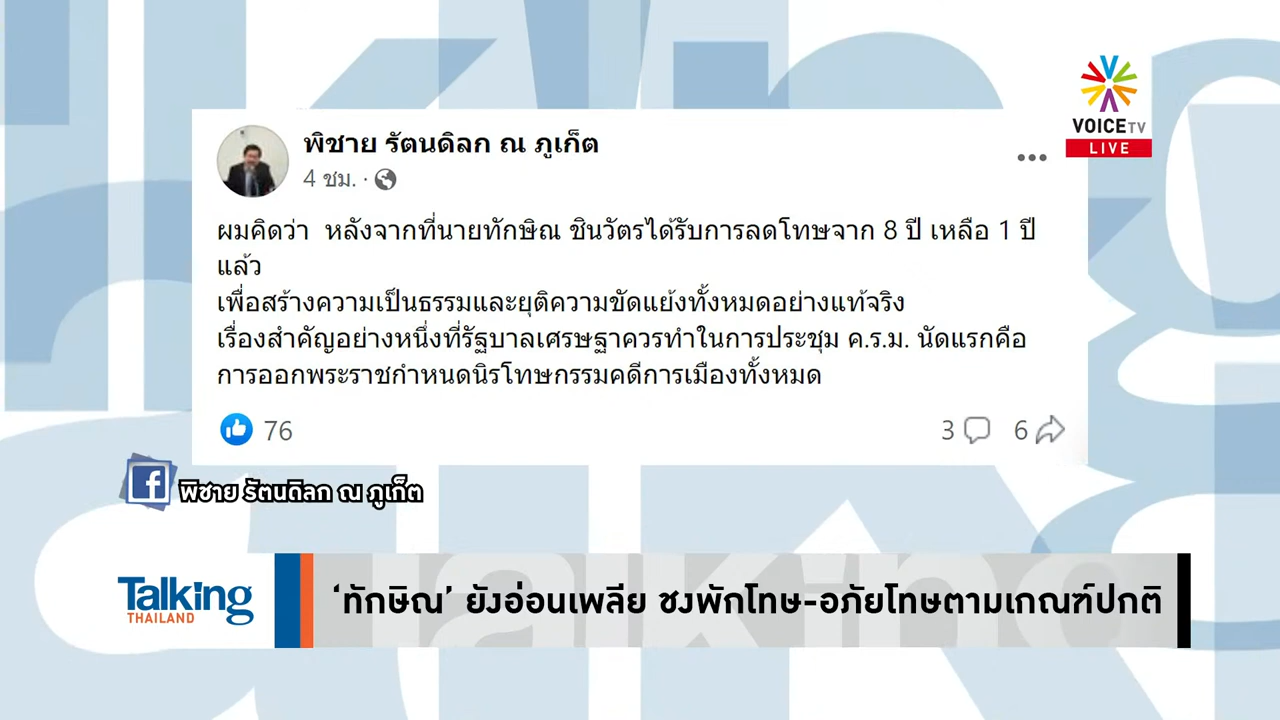 VOICE TV
LIVE
พิชาย รัตนดิลก ณ ภูเก็ต
4 ชม. ·
ผมคิดว่า หลังจากที่นายทักษิณ ชินวัตรได้รับการลดโทษจาก 8 ปี เหลือ 1 ปี
แล้ว
เพื่อสร้างความเป็นธรรมและยุติความขัดแย้งทั้งหมดอย่างแท้จริง
เรื่องสำคัญอย่างหนึ่งที่รัฐบาลเศรษฐาควรทำในการประชุม ค.ร.ม. นัดแรกคือ
การออกพระราชกำหนดนิรโทษกรรมคดีการเมืองทั้งหมด
76
3 6
พิชาย รัตนดิลก ณ ภูเก็ต
Talking
THAILAND
‘ทักษิณ’ ยังอ่อนเพลีย ชงพักโทษ-อภัยโทษตามเกณฑ์ปกติ